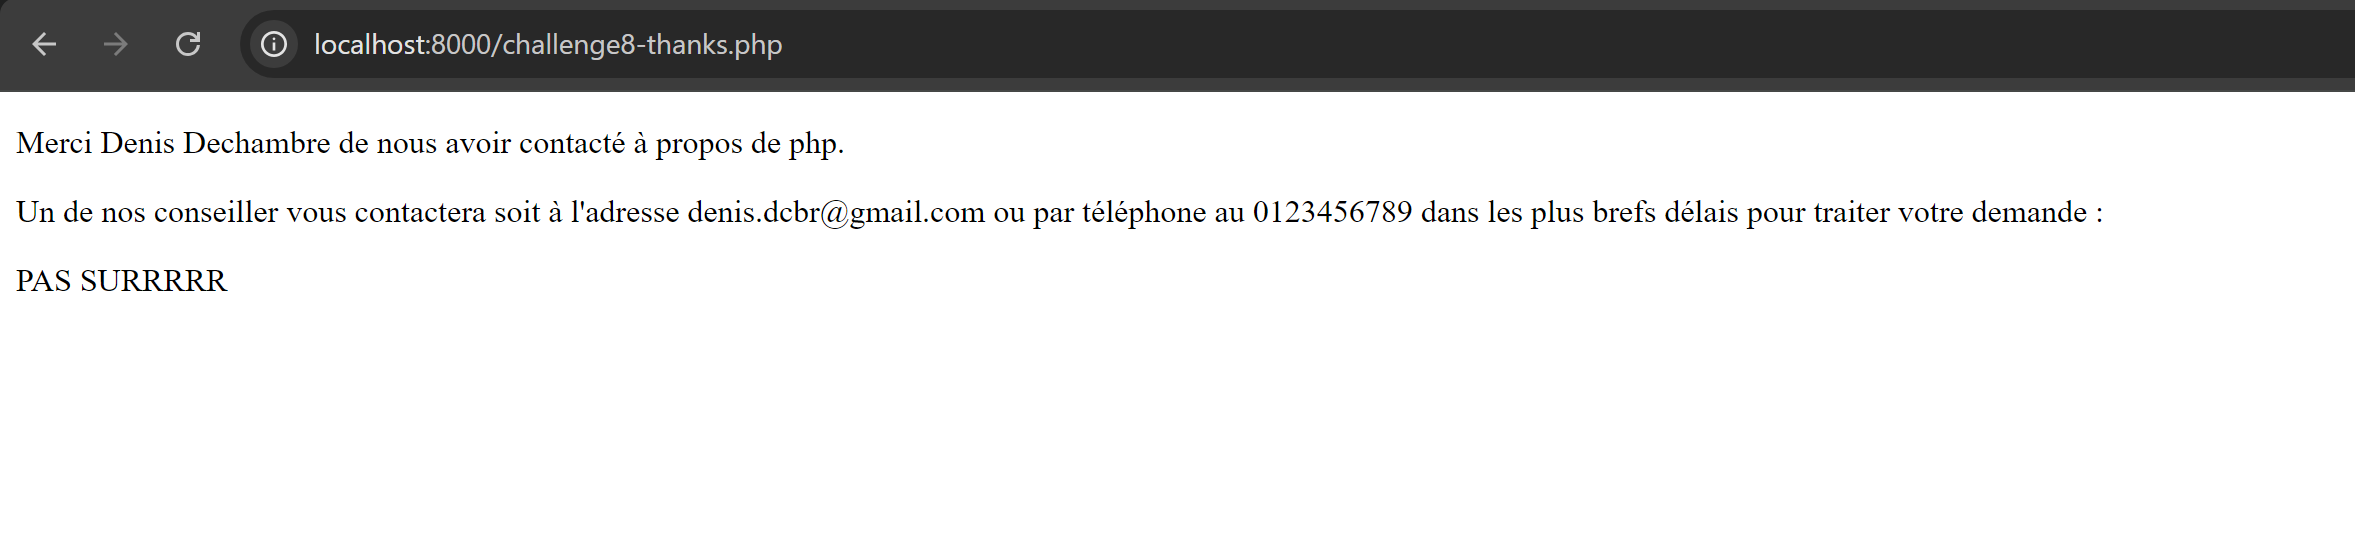 localhost:8000/challenge8-thanks.php
Merci Denis Dechambre de nous avoir contacté à propos de php.
Un de nos conseiller vous contactera soit à l'adresse denis.dcbr@gmail.com ou par téléphone au 0123456789 dans les plus brefs délais pour traiter votre demande :
PAS SURRRRR